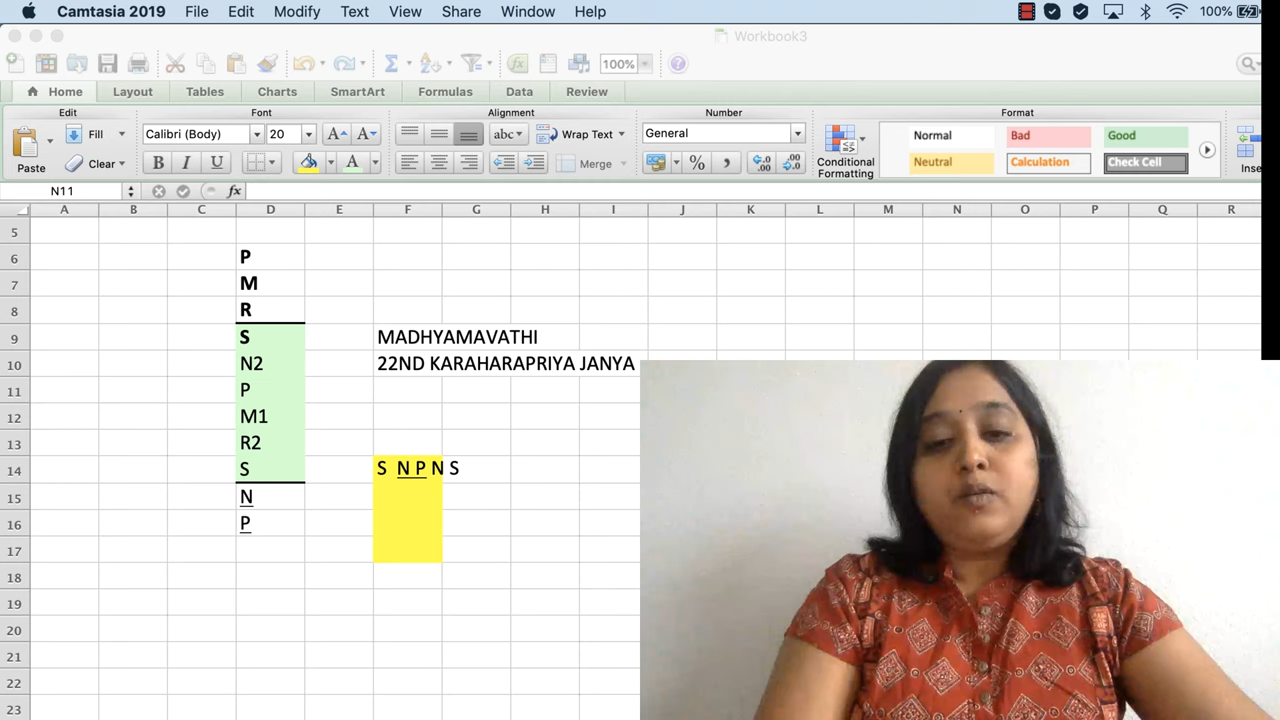 Camtasia 2019 File Edit Modify Text View Share Window Help 100%
Workbook3
100%
Home Layout Tables Charts SmartArt Formulas Data Review
Edit Font Alignment Number Format
Fill Calibri (Body) 20 A A abc Wrap Text General Normal Bad Good
Paste Clear B I U A Merge % , Conditional Formatting Neutral Calculation Check Cell Inse
N11 fx
A B C D E F G H I J K L M N O P Q R
5
6 P
7 M
8 R
9 S MADHYAMAVATHI
10 N2 22ND KARAHARAPRIYA JANYA
11 P
12 M1
13 R2
14 S S N P N S
15 N
16 P
17
18
19
20
21
22
23